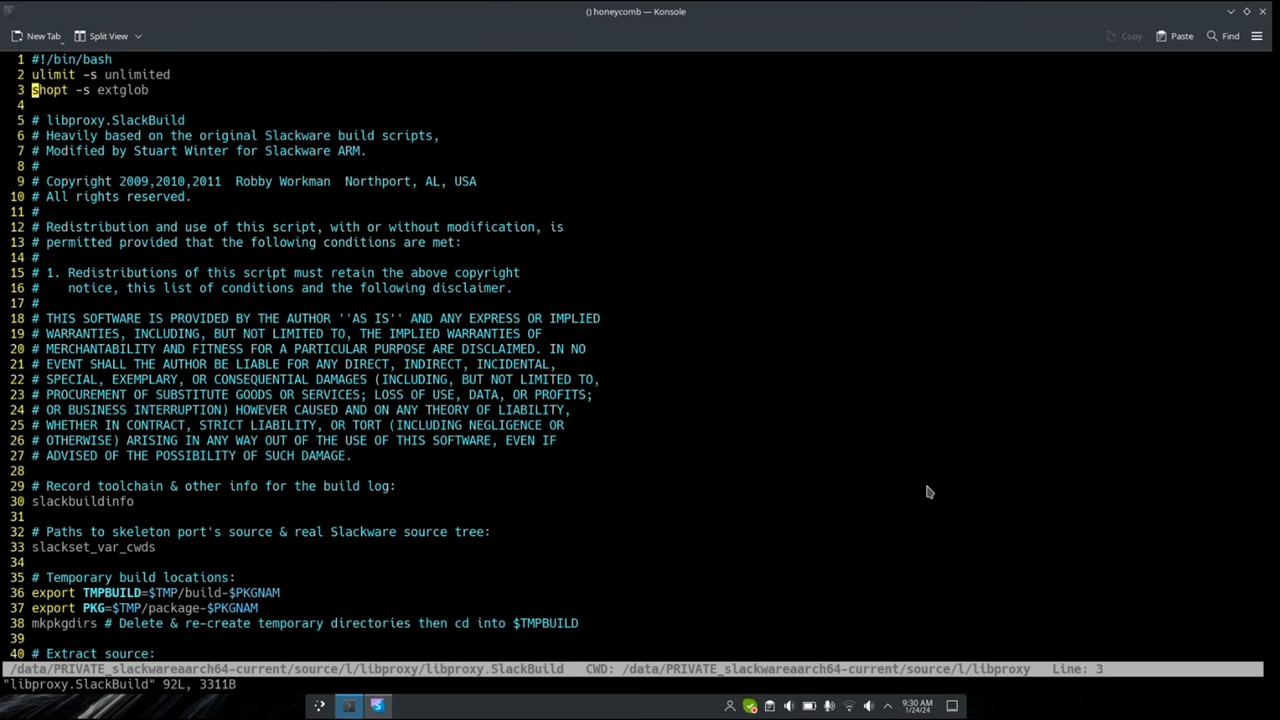 () honeycomb — Konsole
New Tab Split View Copy Paste Find
1 #!/bin/bash
2 ulimit -s unlimited
3 shopt -s extglob
4
5 # libproxy.SlackBuild
6 # Heavily based on the original Slackware build scripts,
7 # Modified by Stuart Winter for Slackware ARM.
8 #
9 # Copyright 2009,2010,2011  Robby Workman  Northport, AL, USA
10 # All rights reserved.
11 #
12 # Redistribution and use of this script, with or without modification, is
13 # permitted provided that the following conditions are met:
14 #
15 # 1. Redistributions of this script must retain the above copyright
16 #    notice, this list of conditions and the following disclaimer.
17 #
18 # THIS SOFTWARE IS PROVIDED BY THE AUTHOR ''AS IS'' AND ANY EXPRESS OR IMPLIED
19 # WARRANTIES, INCLUDING, BUT NOT LIMITED TO, THE IMPLIED WARRANTIES OF
20 # MERCHANTABILITY AND FITNESS FOR A PARTICULAR PURPOSE ARE DISCLAIMED. IN NO
21 # EVENT SHALL THE AUTHOR BE LIABLE FOR ANY DIRECT, INDIRECT, INCIDENTAL,
22 # SPECIAL, EXEMPLARY, OR CONSEQUENTIAL DAMAGES (INCLUDING, BUT NOT LIMITED TO,
23 # PROCUREMENT OF SUBSTITUTE GOODS OR SERVICES; LOSS OF USE, DATA, OR PROFITS;
24 # OR BUSINESS INTERRUPTION) HOWEVER CAUSED AND ON ANY THEORY OF LIABILITY,
25 # WHETHER IN CONTRACT, STRICT LIABILITY, OR TORT (INCLUDING NEGLIGENCE OR
26 # OTHERWISE) ARISING IN ANY WAY OUT OF THE USE OF THIS SOFTWARE, EVEN IF
27 # ADVISED OF THE POSSIBILITY OF SUCH DAMAGE.
28
29 # Record toolchain & other info for the build log:
30 slackbuildinfo
31
32 # Paths to skeleton port's source & real Slackware source tree:
33 slackset_var_cwds
34
35 # Temporary build locations:
36 export TMPBUILD=$TMP/build-$PKGNAM
37 export PKG=$TMP/package-$PKGNAM
38 mkpkgdirs # Delete & re-create temporary directories then cd into $TMPBUILD
39
40 # Extract source:
/data/PRIVATE_slackwareaarch64-current/source/l/libproxy/libproxy.SlackBuild   CWD: /data/PRIVATE_slackwareaarch64-current/source/l/libproxy   Line: 3
"libproxy.SlackBuild" 92L, 3311B
9:30 AM
1/24/24